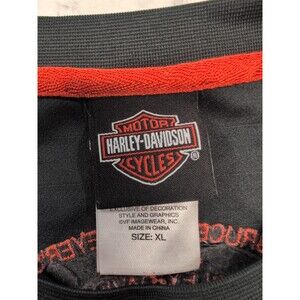 MOTOR
HARLEY-DAVIDSON
CYCLES
®
EXCLUSIVE OF DECORATION
STYLE AND GRAPHICS
©VF IMAGEWEAR, INC.
MADE IN CHINA
SIZE: XL